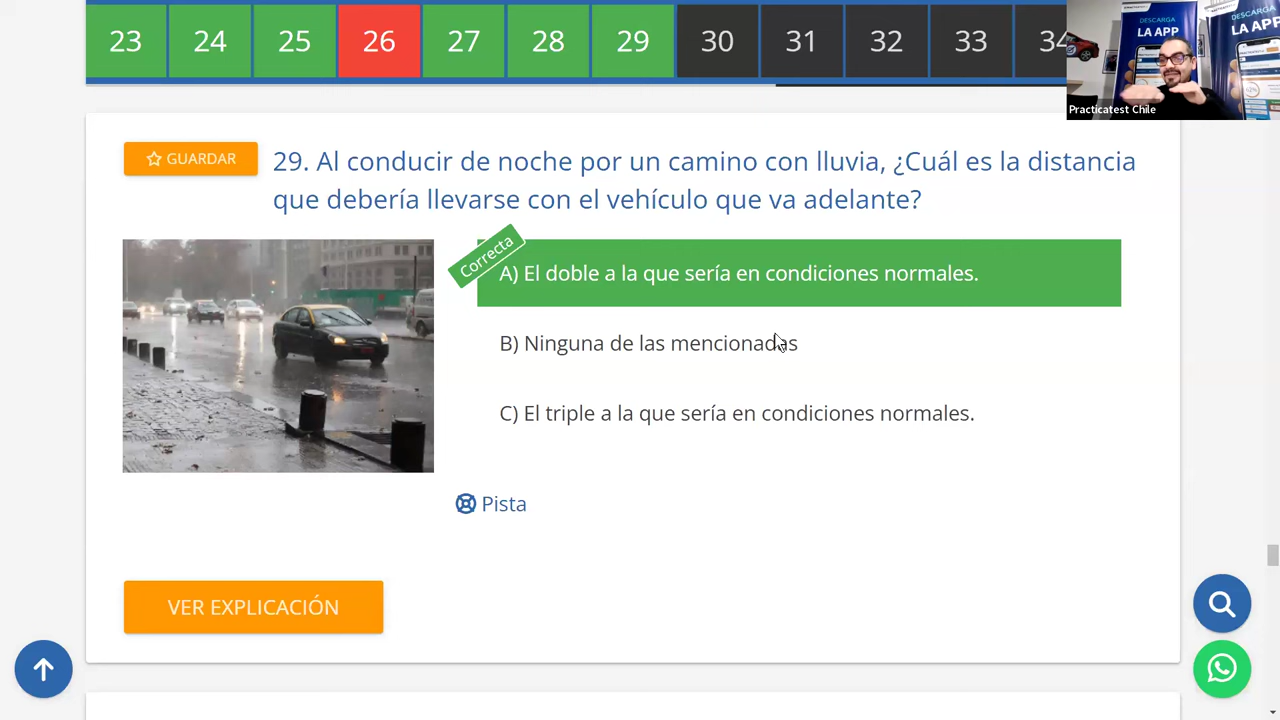 23 24 25 26 27 28 29 30 31 32 33 34
DESCARGA
LA APP
DESCARGA
LA APP
Practicatest Chile
GUARDAR
29. Al conducir de noche por un camino con lluvia, ¿Cuál es la distancia
que debería llevarse con el vehículo que va adelante?
Correcta
A) El doble a la que sería en condiciones normales.
B) Ninguna de las mencionadas
C) El triple a la que sería en condiciones normales.
Pista
VER EXPLICACIÓN